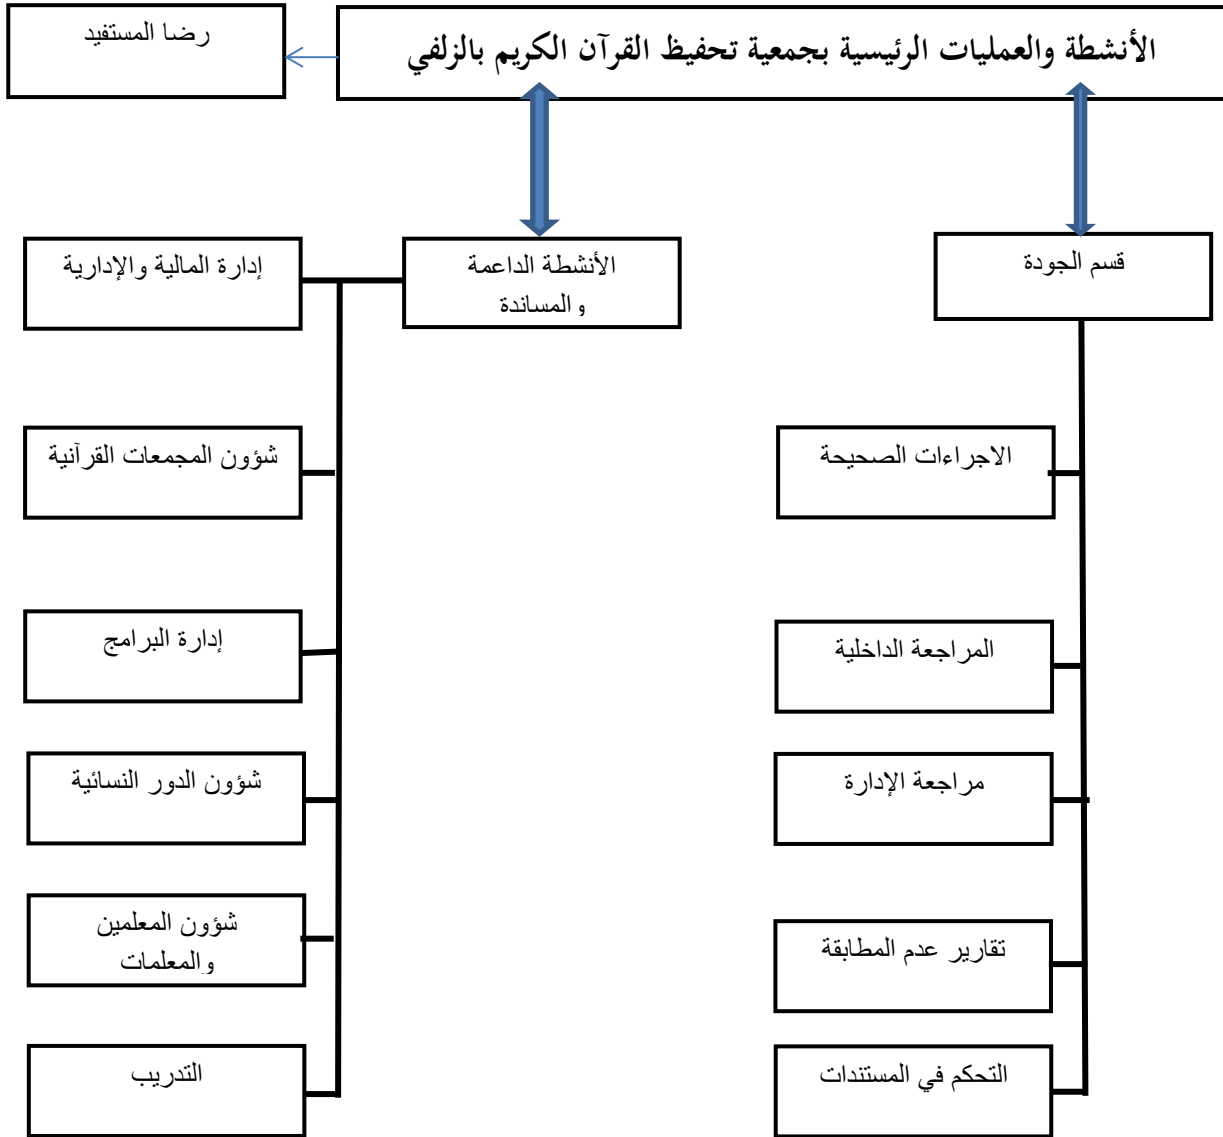 الأنشطة والعمليات الرئيسية بجمعية تحفيظ القرآن الكريم بالزلفي
رضا المستفيد
قسم الجودة
الاجراءات الصحيحة
المراجعة الداخلية
مراجعة الإدارة
تقارير عدم المطابقة
التحكم في المستندات
الأنشطة الداعمة
والمساندة
إدارة المالية والإدارية
شؤون المجمعات القرآنية
إدارة البرامج
شؤون الدور النسائية
شؤون المعلمين
والمعلمات
التدريب